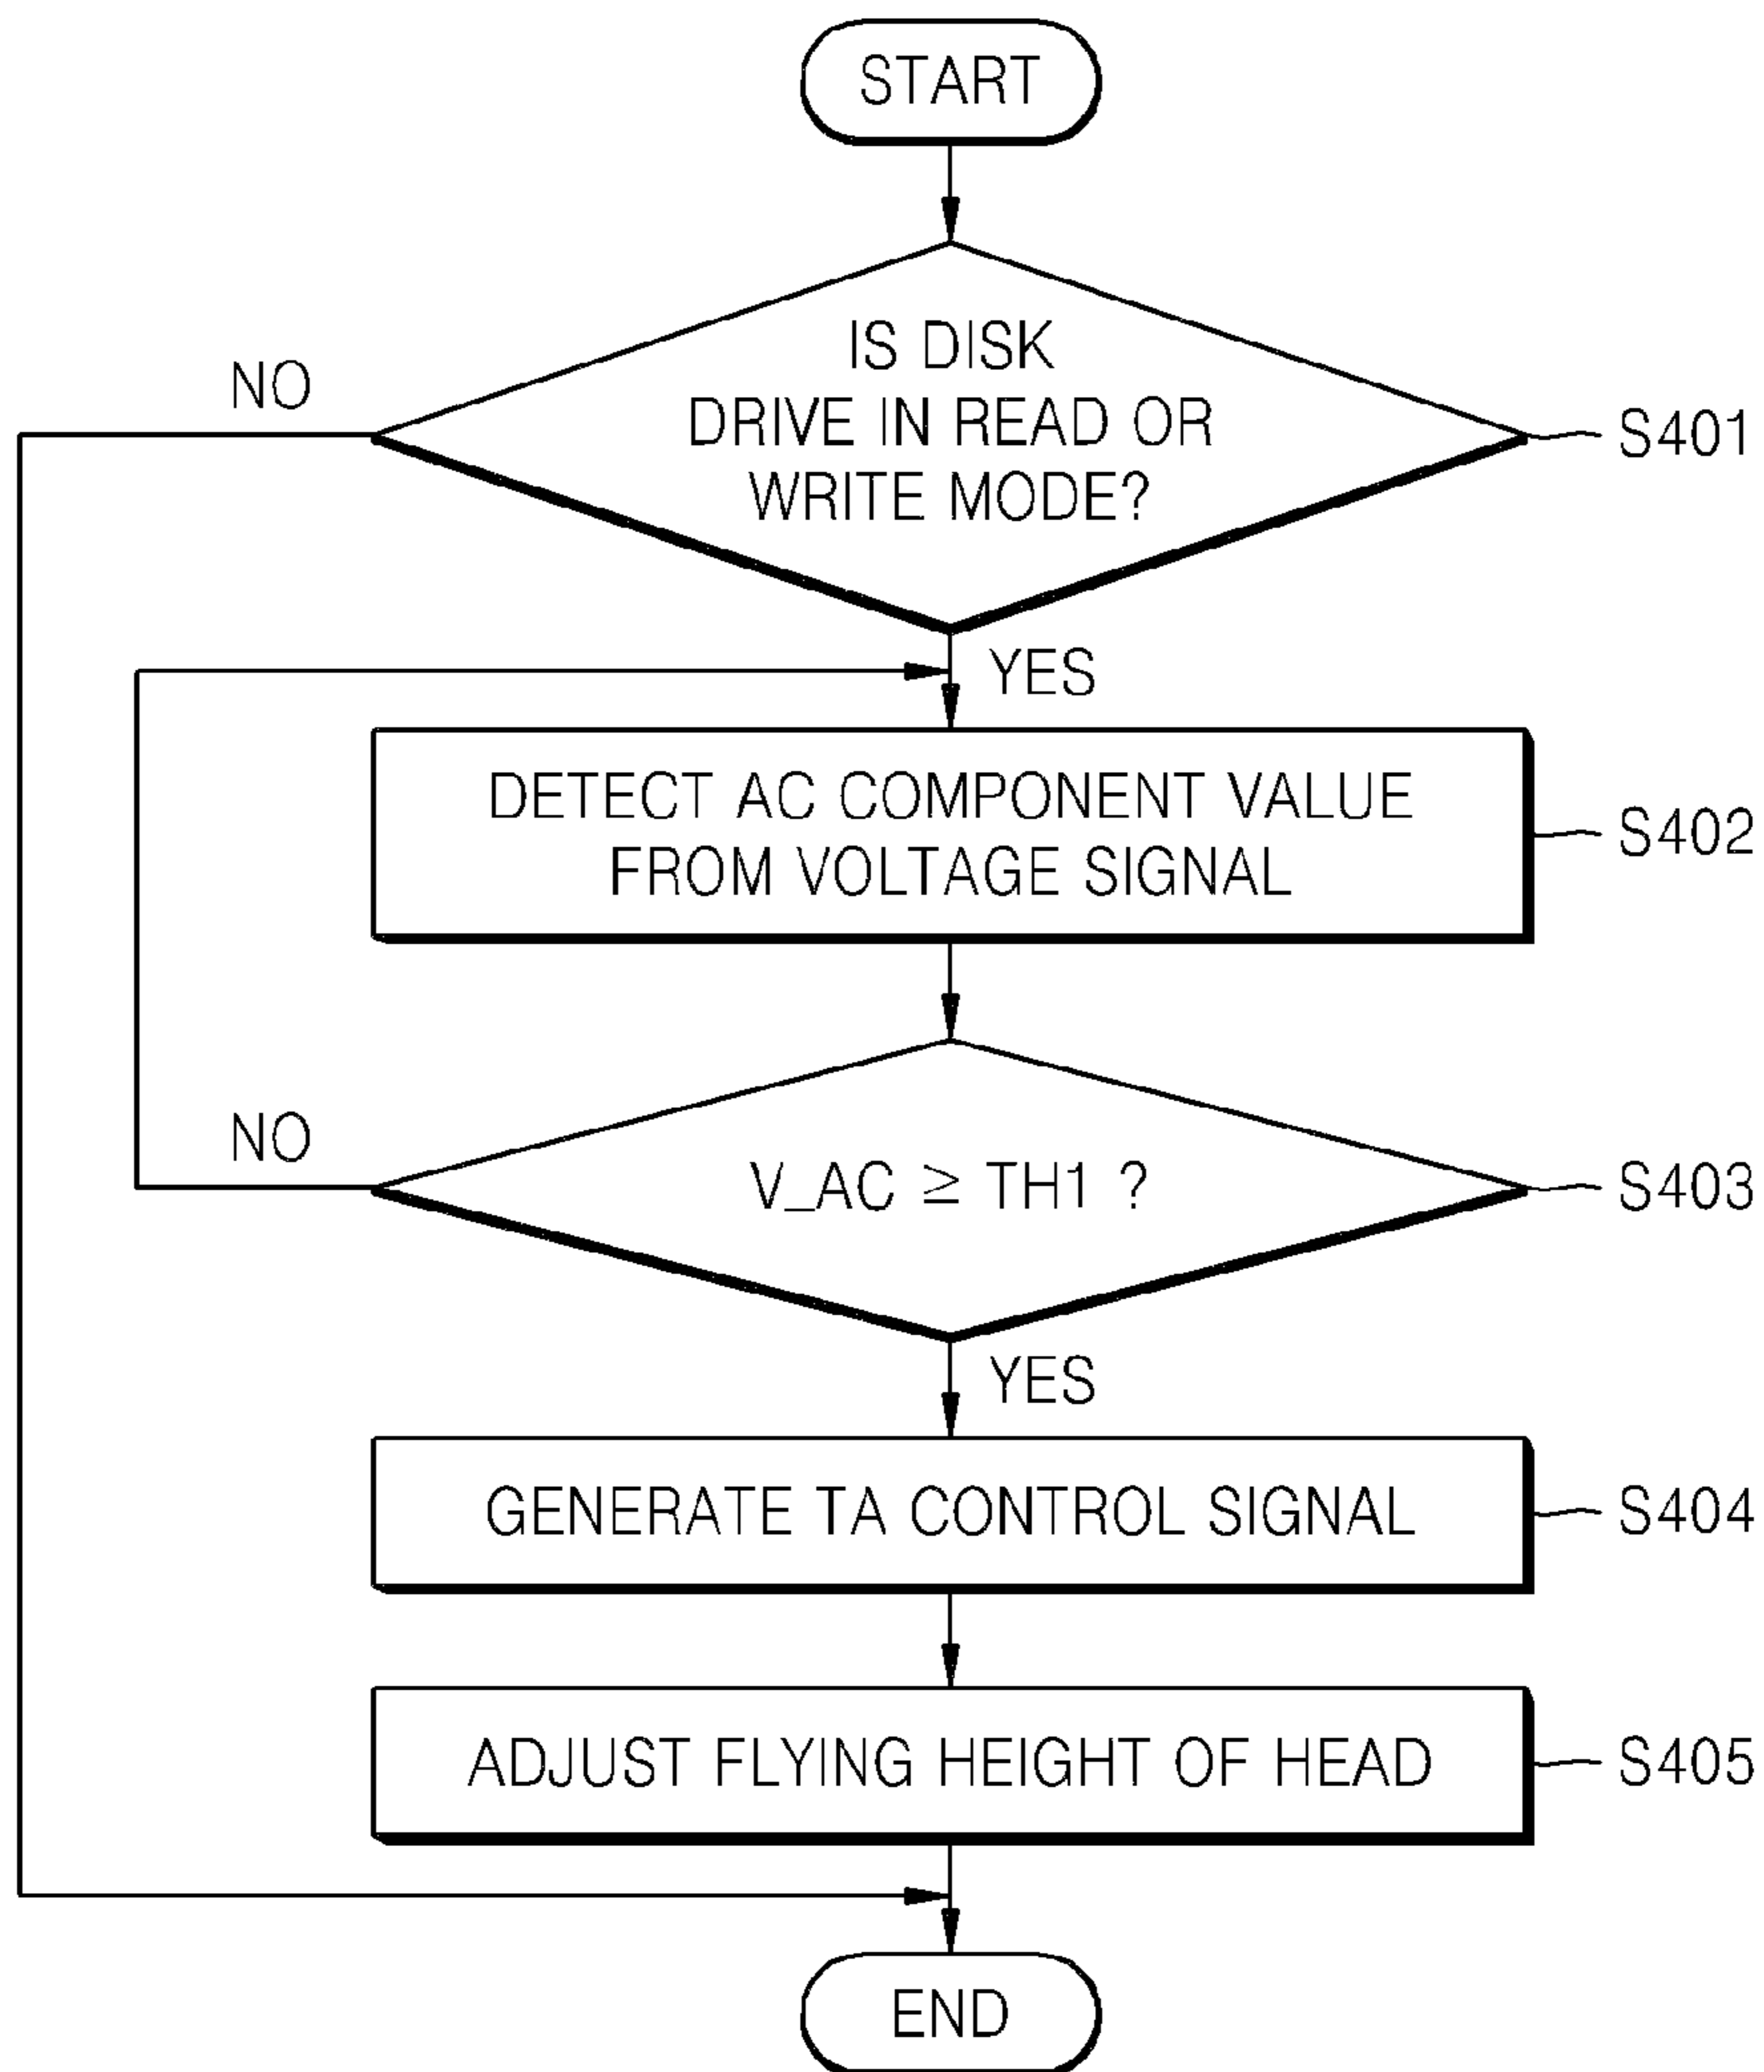 START
IS DISK
DRIVE IN READ OR
WRITE MODE?
NO
S401
YES
DETECT AC COMPONENT VALUE
FROM VOLTAGE SIGNAL
S402
NO
V_AC ≥ TH1 ?
S403
YES
GENERATE TA CONTROL SIGNAL
S404
ADJUST FLYING HEIGHT OF HEAD
S405
END